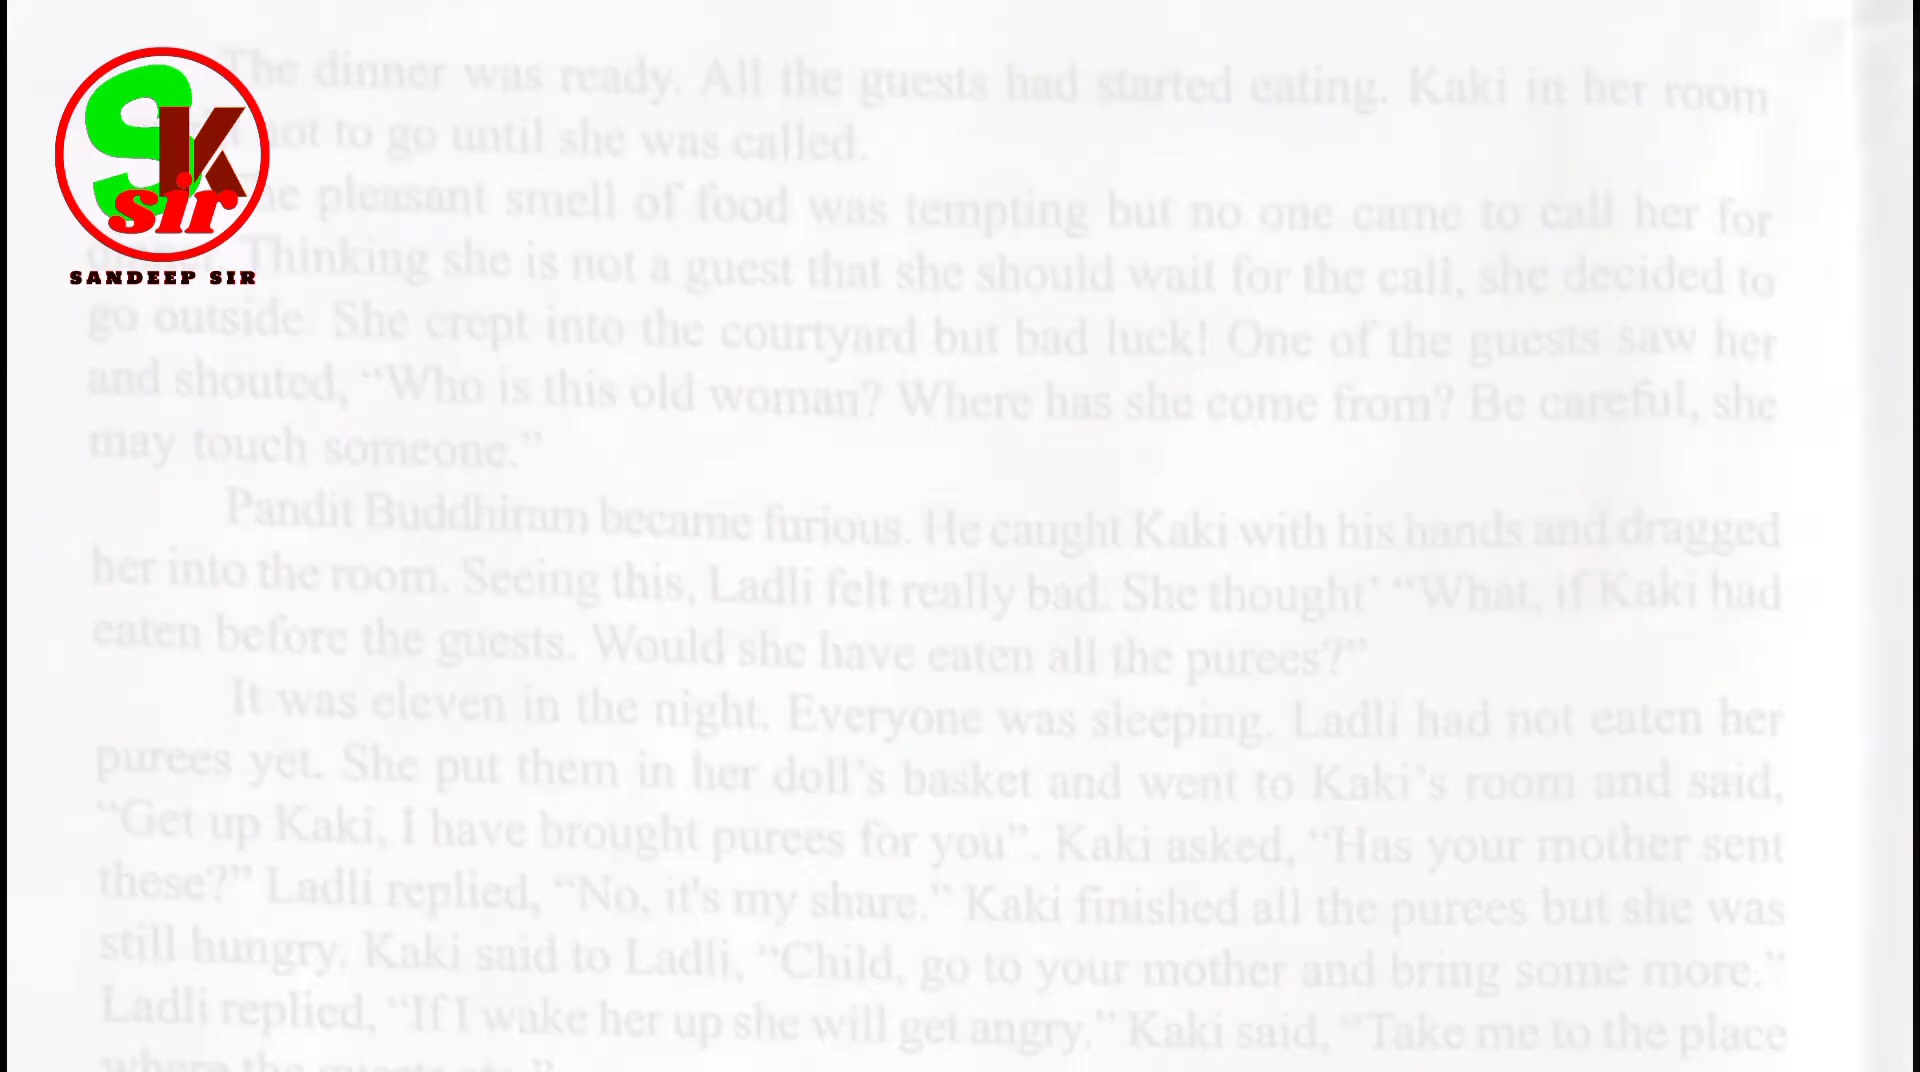 The dinner was ready. All the guests had started eating. Kaki in her room
not to go until she was called.
The pleasant smell of food was tempting but no one came to call her for
Thinking she is not a guest that she should wait for the call, she decided to
go outside. She crept into the courtyard but bad luck! One of the guests saw her
and shouted, “Who is this old woman? Where has she come from? Be careful, she
may touch someone.”
Pandit Buddhiram became furious. He caught Kaki with his hands and dragged
her into the room. Seeing this, Ladli felt really bad. She thought’ “What, if Kaki had
eaten before the guests. Would she have eaten all the purees?”
It was eleven in the night. Everyone was sleeping. Ladli had not eaten her
purees yet. She put them in her doll’s basket and went to Kaki’s room and said,
“Get up Kaki, I have brought purees for you”. Kaki asked, “Has your mother sent
these?” Ladli replied, “No, it's my share.” Kaki finished all the purees but she was
still hungry. Kaki said to Ladli, “Child, go to your mother and bring some more.”
Ladli replied, “If I wake her up she will get angry.” Kaki said, “Take me to the place
where the guests
SK
sir
SANDEEP SIR